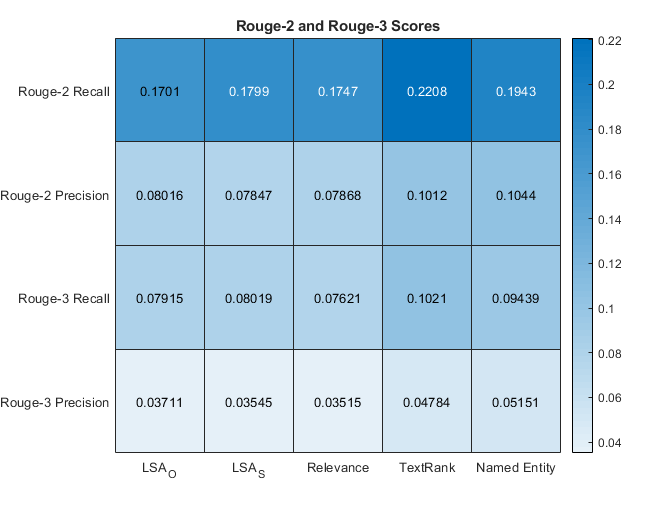 Rouge-2 and Rouge-3 Scores
Rouge-2 Recall 0.1701 0.1799 0.1747 0.2208 0.1943
Rouge-2 Precision 0.08016 0.07847 0.07868 0.1012 0.1044
Rouge-3 Recall 0.07915 0.08019 0.07621 0.1021 0.09439
Rouge-3 Precision 0.03711 0.03545 0.03515 0.04784 0.05151
LSA_O LSA_S Relevance TextRank Named Entity
0.22
0.2
0.18
0.16
0.14
0.12
0.1
0.08
0.06
0.04